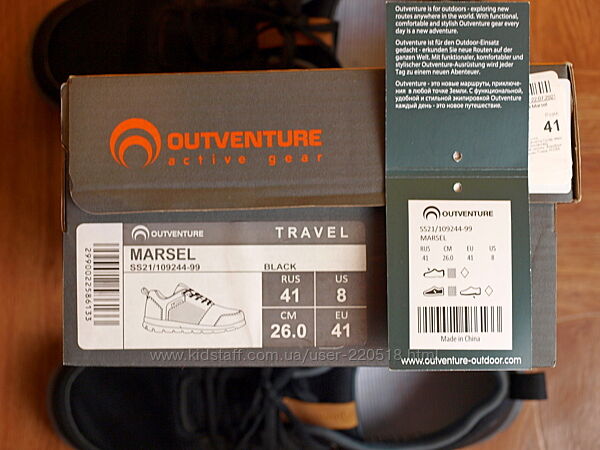 Outventure is for outdoors - exploring new
routes anywhere in the world. With functional,
comfortable and stylish Outventure gear every
day is a new adventure.
Outventure ist für den Outdoor-Einsatz
gedacht - erkunden Sie neue Routen auf der
ganzen Welt. Mit funktionaler, komfortabler und
stylischer Outventure-Ausrüstung wird jeder
Tag zu einem neuen Abenteuer.
Outventure - это новые маршруты, приключе-
ния в любой точке Земли. С функциональной,
удобной и стильной экипировкой Outventure
каждый день - это новое путешествие.
OUTVENTURE
active gear
41
OUTVENTURE
TRAVEL
MARSEL
SS21/109244-99
BLACK
RUS
US
41
8
CM
EU
26.0
41
2990022586133
OUTVENTURE
SS21/109244-99
MARSEL
RUS CM EU US
41 26 41 8
Made in China
www.outventure-outdoor.com
www.kidstaff.com.ua/user-220518.html